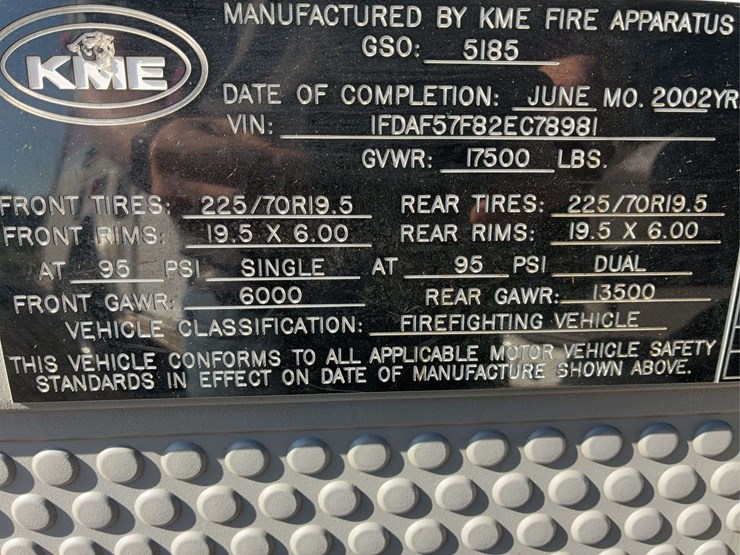 KME
MANUFACTURED BY KME FIRE APPARATUS
GSO: 5185
DATE OF COMPLETION: JUNE MO. 2002YR
VIN: 1FDAF57F82EC78981
GVWR: 17500 LBS.
FRONT TIRES: 225/70R19.5 REAR TIRES: 225/70R19.5
FRONT RIMS: 19.5 X 6.00 REAR RIMS: 19.5 X 6.00
AT 95 PSI SINGLE AT 95 PSI DUAL
FRONT GAWR: 6000 REAR GAWR: 13500
VEHICLE CLASSIFICATION: FIREFIGHTING VEHICLE
THIS VEHICLE CONFORMS TO ALL APPLICABLE MOTOR VEHICLE SAFETY
STANDARDS IN EFFECT ON DATE OF MANUFACTURE SHOWN ABOVE.